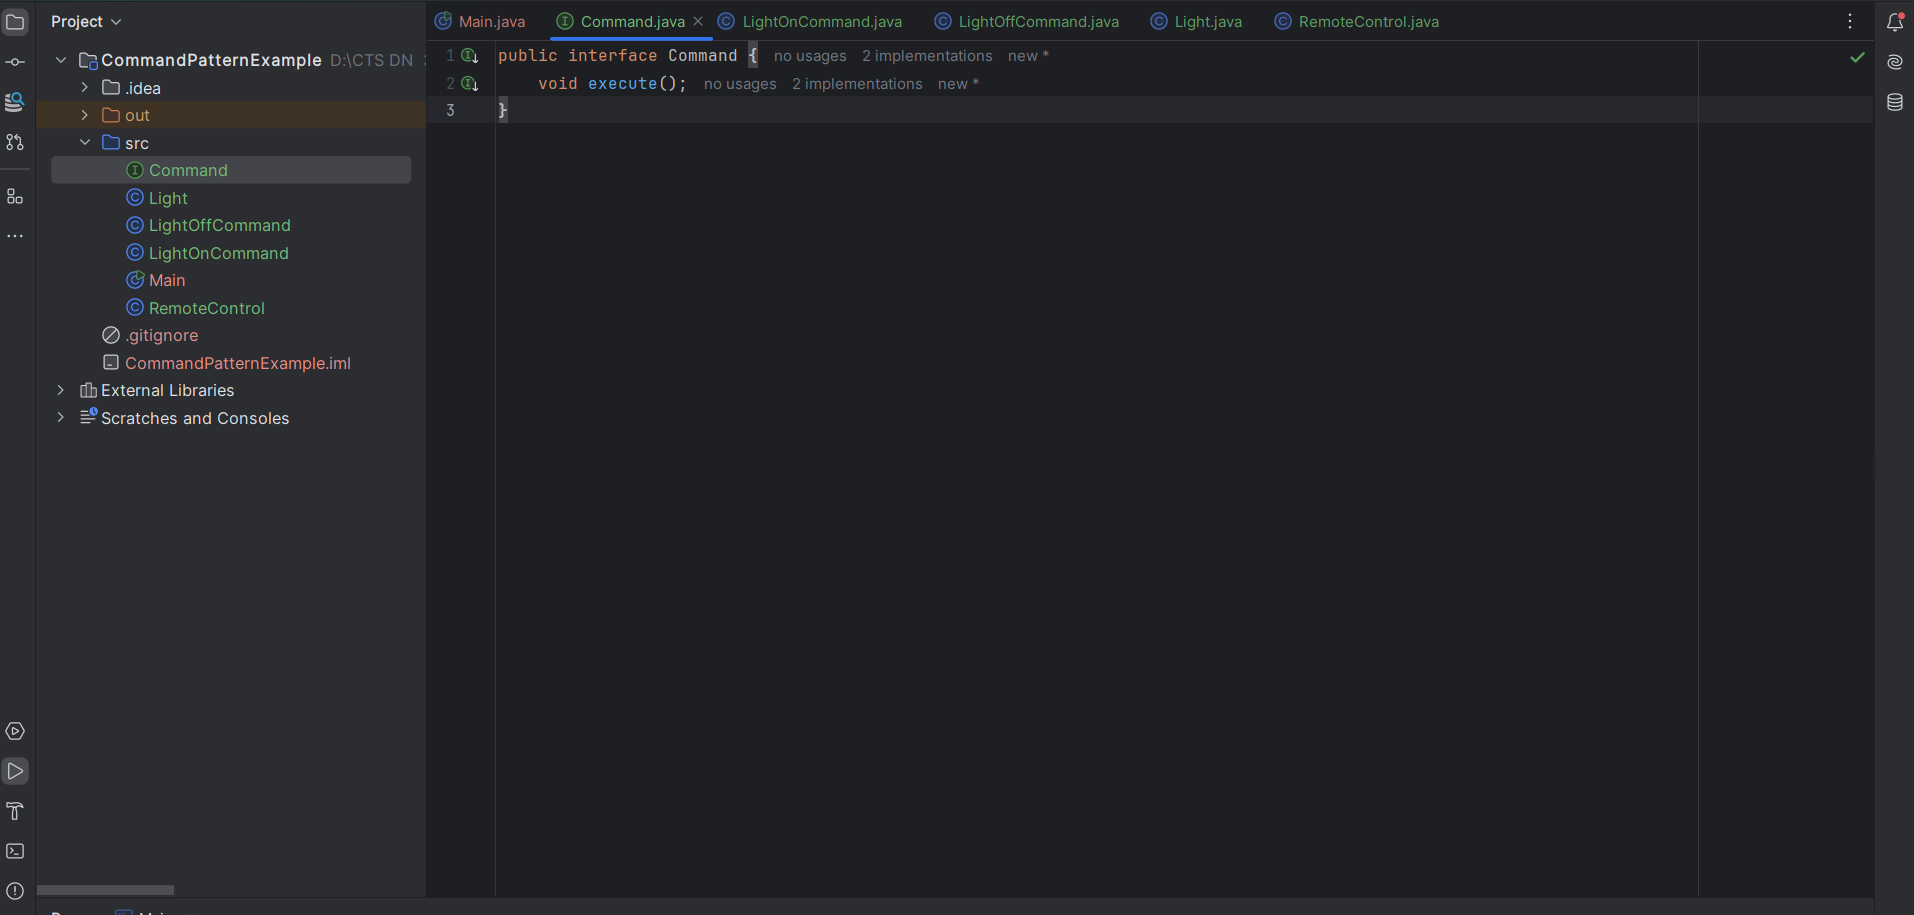 Project
CommandPatternExample D:\CTS DN
.idea
out
src
Command
Light
LightOffCommand
LightOnCommand
Main
RemoteControl
.gitignore
CommandPatternExample.iml
External Libraries
Scratches and Consoles
Main.java Command.java LightOnCommand.java LightOffCommand.java Light.java RemoteControl.java
1 public interface Command { no usages 2 implementations new *
2 void execute(); no usages 2 implementations new *
3 }